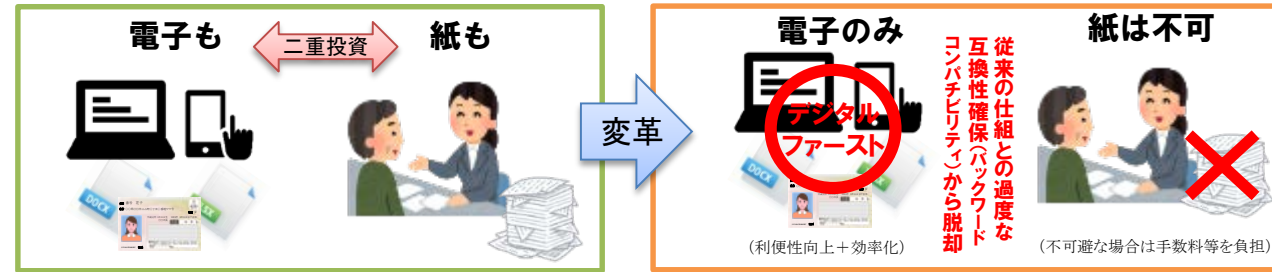 電子も
二重投資
紙も
DOCX
変革
電子のみ
デジタル
ファースト
DOCX
(利便性向上+効率化)
従来の仕組との過度な
互換性確保(バックワード
コンパチビリティ)から脱却
紙は不可
(不可避な場合は手数料等を負担)